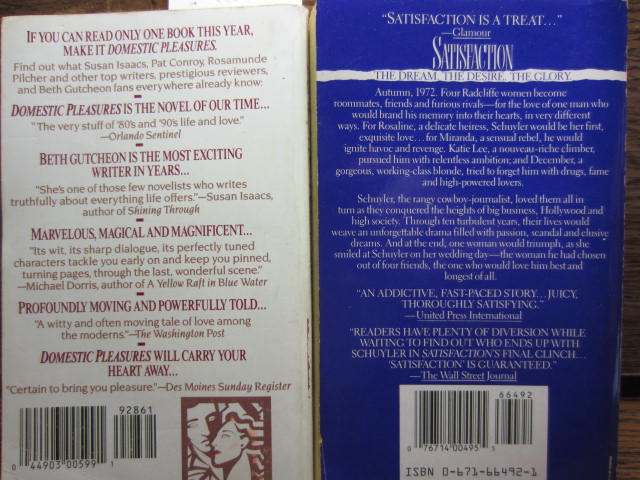 IF YOU CAN READ ONLY ONE BOOK THIS YEAR,
MAKE IT DOMESTIC PLEASURES.
Find out what Susan Isaacs, Pat Conroy, Rosamunde
Pilcher and other top writers, prestigious reviewers,
and Beth Gutcheon fans everywhere already know:
DOMESTIC PLEASURES IS THE NOVEL OF OUR TIME...
"The very stuff of '80's and '90's life and love."
—Orlando Sentinel
BETH GUTCHEON IS THE MOST EXCITING
WRITER IN YEARS...
"She's one of those few novelists who writes
truthfully about everything life offers."—Susan Isaacs,
author of Shining Through
MARVELOUS, MAGICAL AND MAGNIFICENT...
"Its wit, its sharp dialogue, its perfectly tuned
characters tackle you early on and keep you pinned,
turning pages, through the last, wonderful scene."
—Michael Dorris, author of A Yellow Raft in Blue Water
PROFOUNDLY MOVING AND POWERFULLY TOLD...
"A witty and often moving tale of love among
the moderns."—The Washington Post
DOMESTIC PLEASURES WILL CARRY YOUR
HEART AWAY...
"Certain to bring you pleasure."—Des Moines Sunday Register
92861
0 44903 00599 1
"SATISFACTION IS A TREAT..."
—Glamour
SATISFACTION
THE DREAM. THE DESIRE. THE GLORY.
Autumn, 1972. Four Radcliffe women become
roommates, friends and furious rivals—for the love of one man who
would brand his memory into their hearts, in very different
ways. For Rosaline, a delicate heiress, Schuyler would be her first,
exquisite love... for Miranda, a sensual rebel, he would
ignite havoc and revenge. Katie Lee, a nouveau-riche climber,
pursued him with relentless ambition; and December, a
gorgeous, working-class blonde, tried to forget him with drugs, fame
and high-powered lovers.
Schuyler, the rangy cowboy-journalist, loved them all in
turn as they conquered the heights of big business, Hollywood and
high society. Through ten turbulent years, their lives would
weave an unforgettable drama filled with passion, scandal and elusive
dreams. And at the end, one woman would triumph, as she
smiled at Schuyler on her wedding day—the woman he had chosen
out of four friends, the one who would love him best and
longest of all.
"AN ADDICTIVE, FAST-PACED STORY...JUICY,
THOROUGHLY SATISFYING."
—United Press International
"READERS HAVE PLENTY OF DIVERSION WHILE
WAITING TO FIND OUT WHO ENDS UP WITH
SCHUYLER IN SATISFACTION'S FINAL CLINCH...
'SATISFACTION' IS GUARANTEED."
—The Wall Street Journal
66492
0 76714 00495 5
ISBN 0-671-66492-1